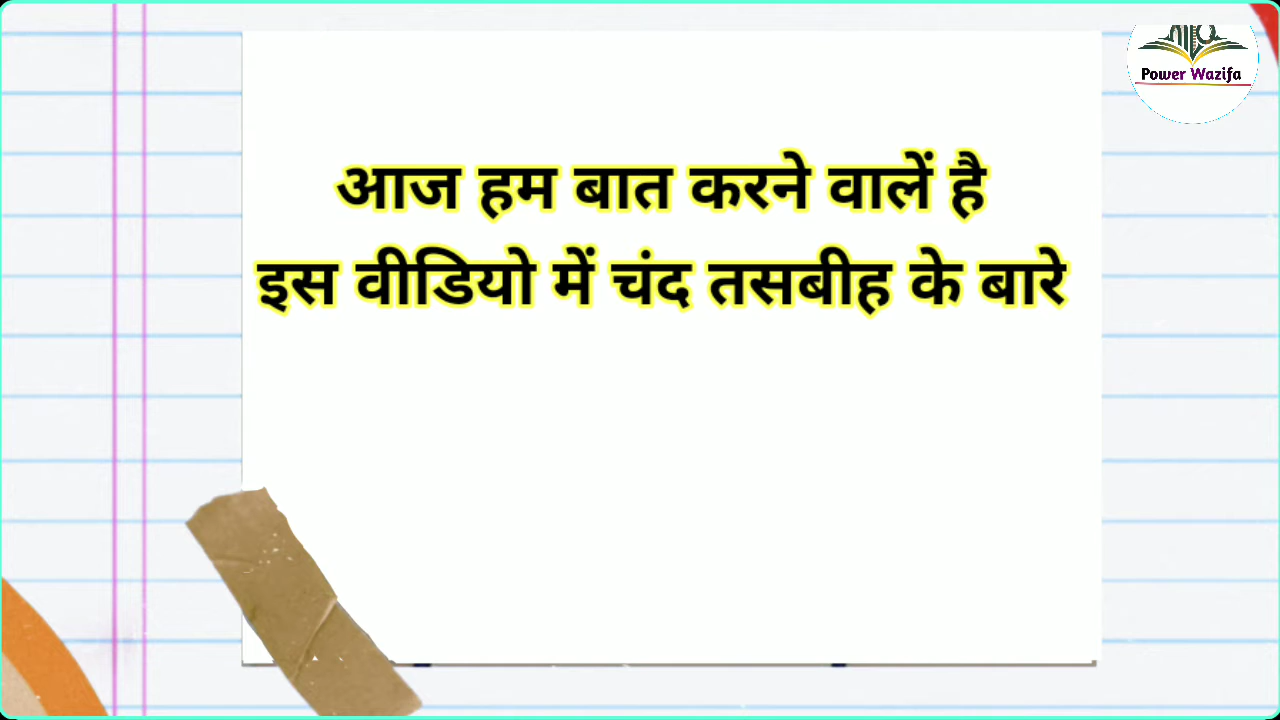 Power Wazifa
आज हम बात करने वालें है
इस वीडियो में चंद तसबीह के बारे